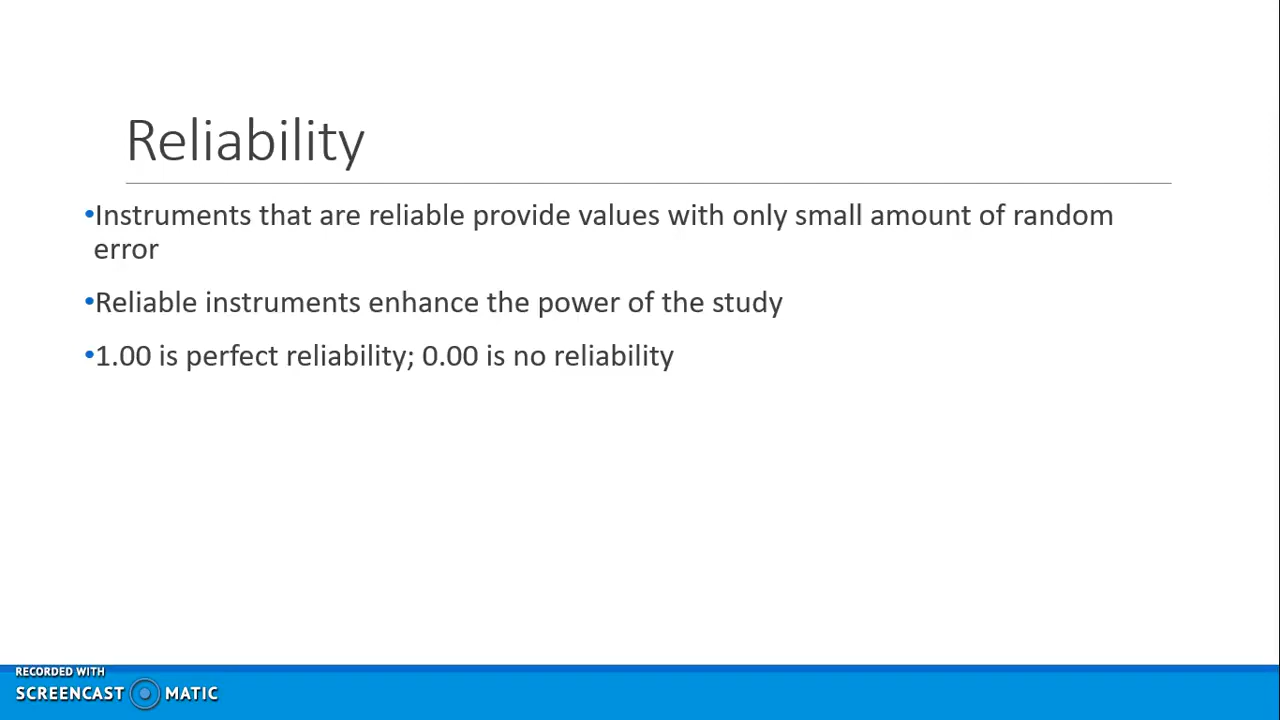 Reliability
•Instruments that are reliable provide values with only small amount of random
error
•Reliable instruments enhance the power of the study
•1.00 is perfect reliability; 0.00 is no reliability
RECORDED WITH
SCREENCAST MATIC